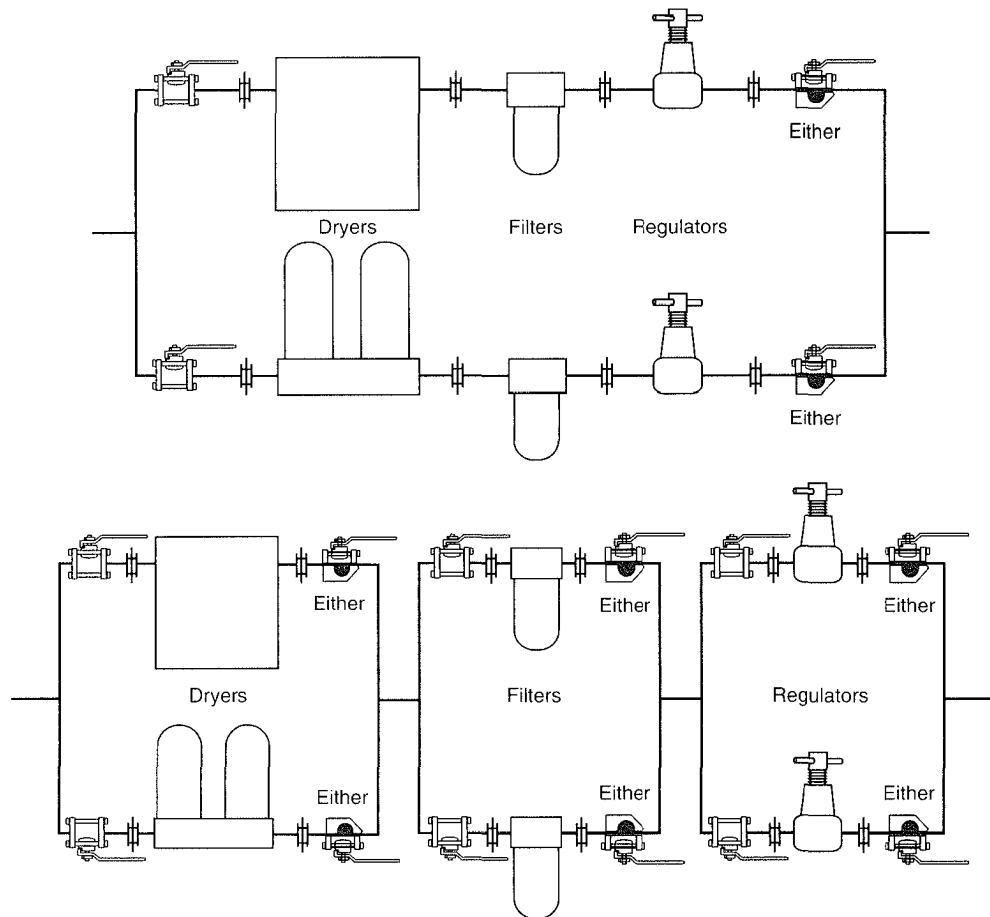 Either
Dryers
Filters
Regulators
Either
Either
Either
Either
Dryers
Filters
Regulators
Either
Either
Either